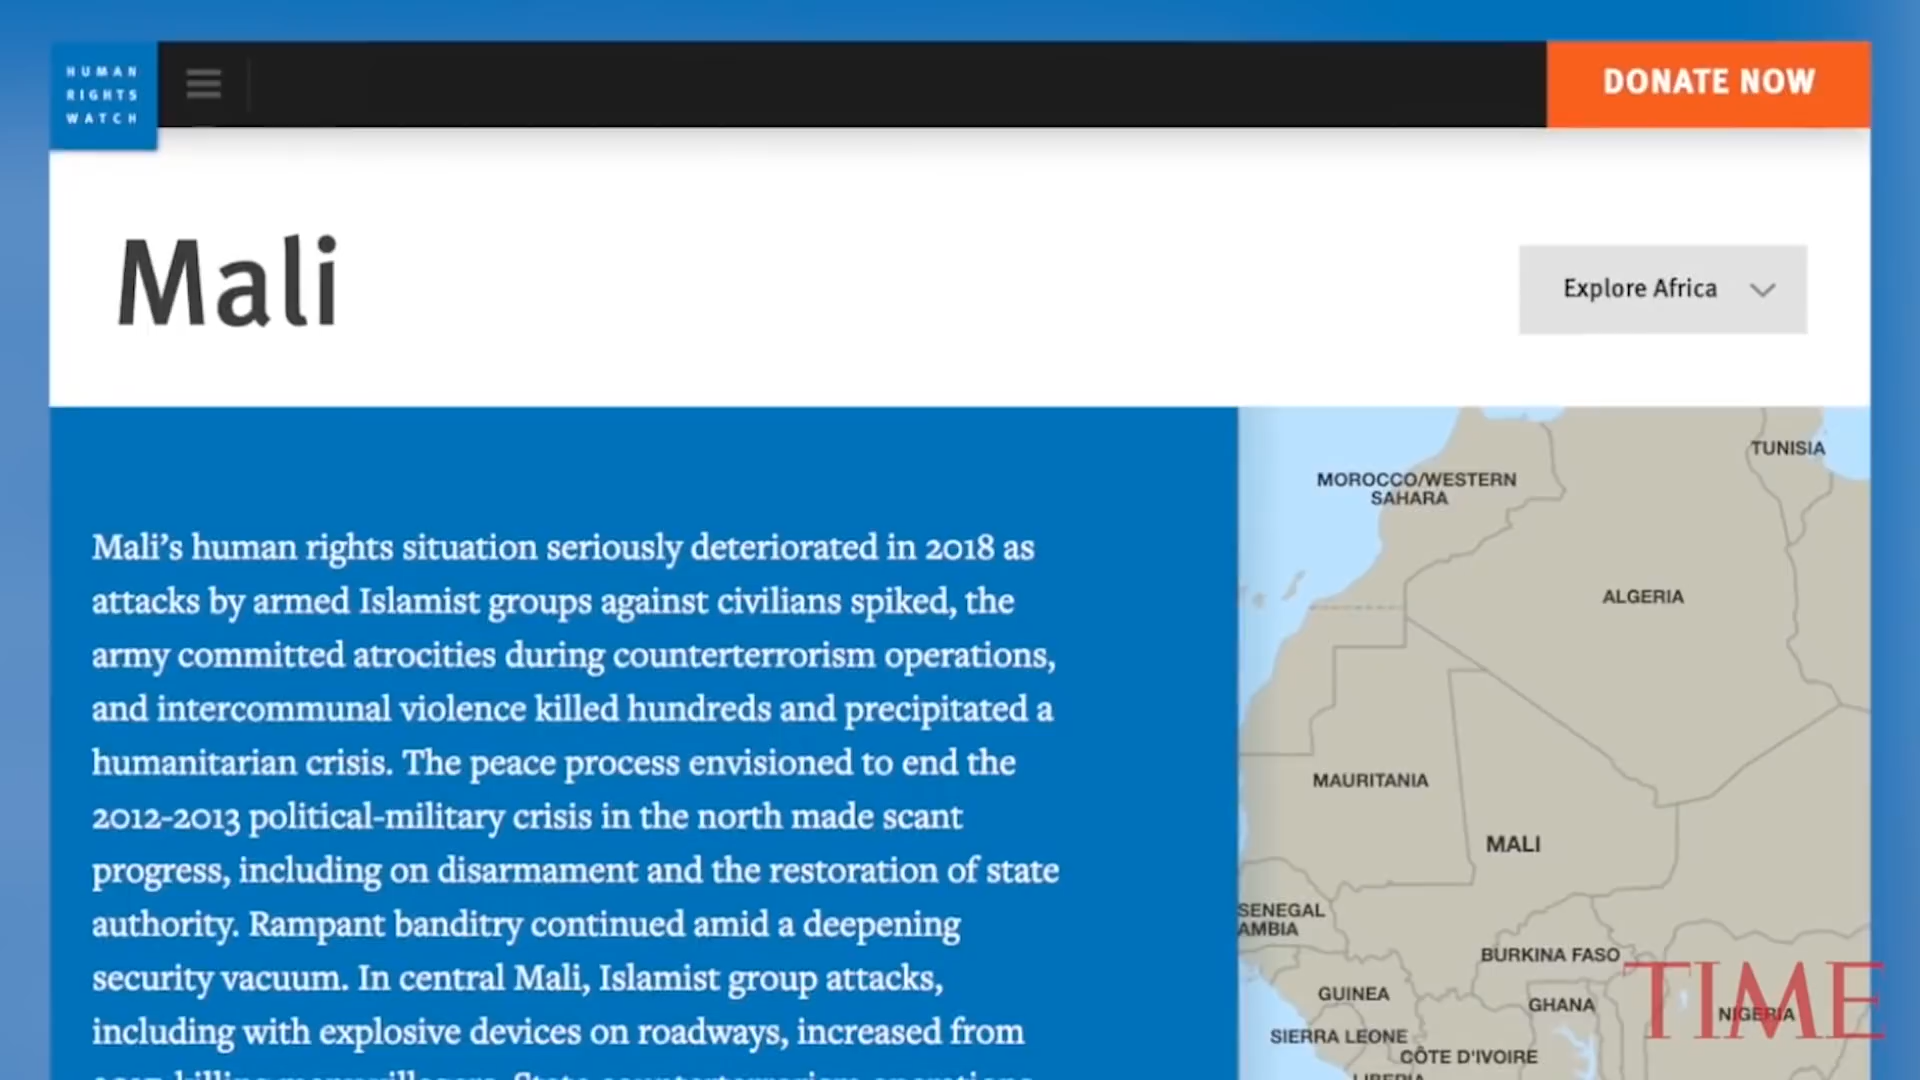 HUMAN
RIGHTS
WATCH
DONATE NOW
Mali
Explore Africa
Mali's human rights situation seriously deteriorated in 2018 as
attacks by armed Islamist groups against civilians spiked, the
army committed atrocities during counterterrorism operations,
and intercommunal violence killed hundreds and precipitated a
humanitarian crisis. The peace process envisioned to end the
2012-2013 political-military crisis in the north made scant
progress, including on disarmament and the restoration of state
authority. Rampant banditry continued amid a deepening
security vacuum. In central Mali, Islamist group attacks,
including with explosive devices on roadways, increased from
TUNISIA
MOROCCO/WESTERN
SAHARA
ALGERIA
MAURITANIA
MALI
SENEGAL
AMBIA
BURKINA FASO
GUINEA
GHANA
NIGERIA
SIERRA LEONE
CÔTE D'IVOIRE
LIBERIA
TIME